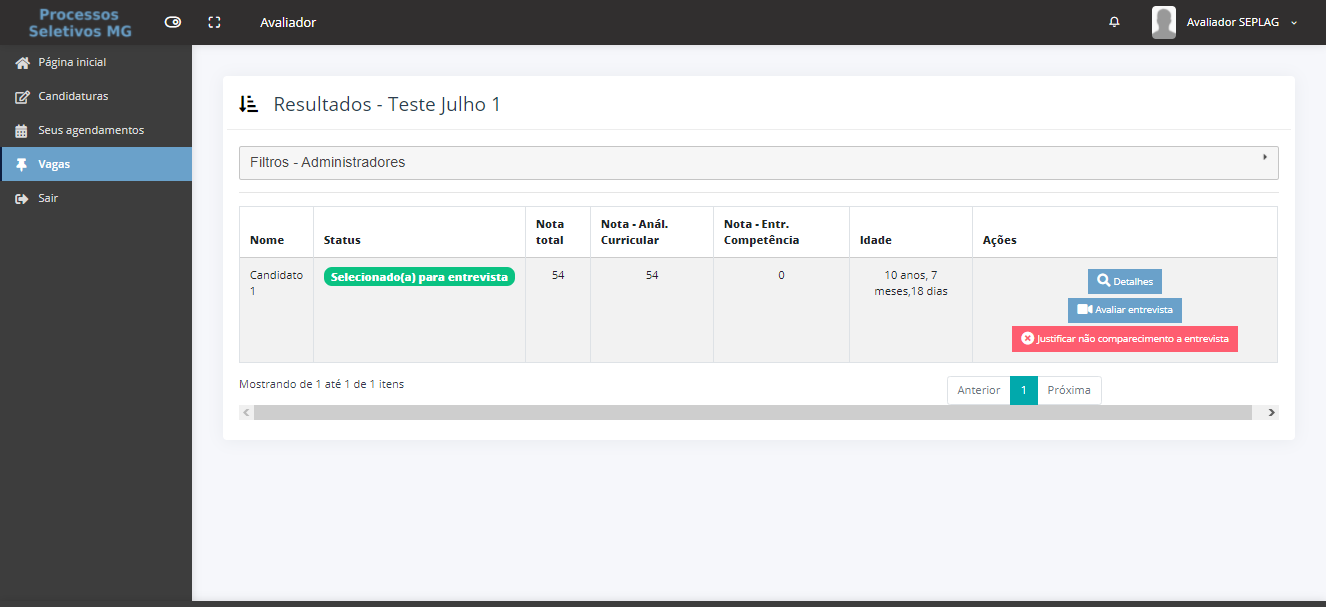 Processos
Seletivos MG
Avaliador
Avaliador SEPLAG
Página inicial
Candidaturas
Seus agendamentos
Vagas
Sair
Resultados - Teste Julho 1
Filtros - Administradores
Nome
Status
Nota
total
Nota - Anál.
Curricular
Nota - Entr.
Competência
Idade
Ações
Candidato
1
Selecionado(a) para entrevista
54
54
0
10 anos, 7
meses,18 dias
Detalhes
Avaliar entrevista
Justificar não comparecimento a entrevista
Mostrando de 1 até 1 de 1 itens
Anterior
1
Próxima